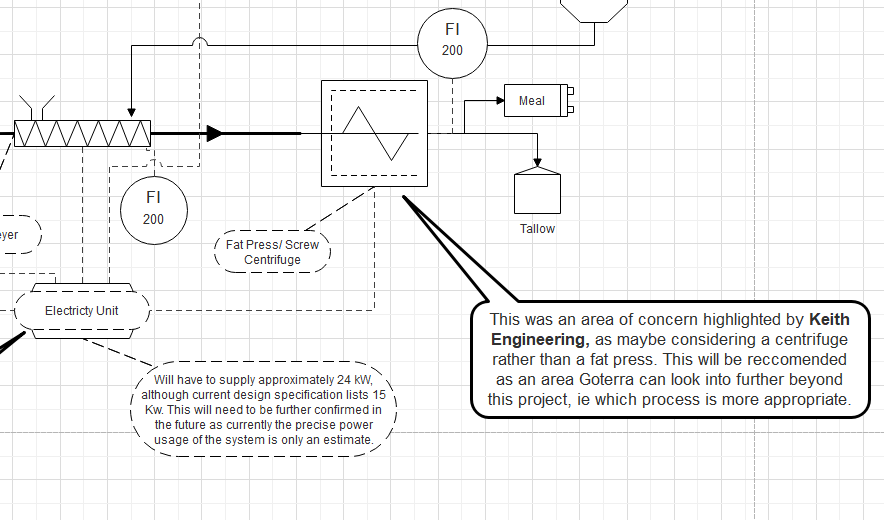 FI
200
Meal
FI
200
Tallow
eyer
Fat Press/ Screw
Centrifuge
Electricty Unit
This was an area of concern highlighted by Keith
Engineering, as maybe considering a centrifuge
rather than a fat press. This will be reccomended
as an area Goterra can look into further beyond
this project, ie which process is more appropriate.
Will have to supply approximately 24 kW,
although current design specification lists 15
Kw. This will need to be further confirmed in
the future as currently the precise power
usage of the system is only an estimate.